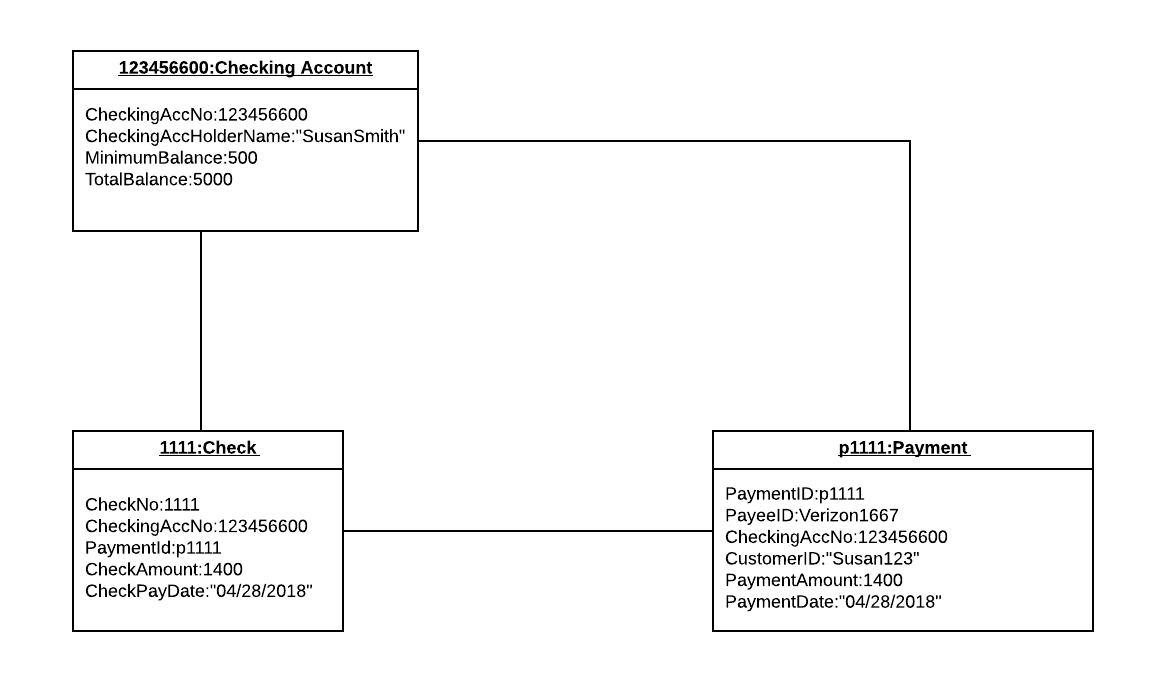 123456600:Checking Account
CheckingAccNo:123456600
CheckingAccHolderName:"SusanSmith"
MinimumBalance:500
TotalBalance:5000
1111:Check
CheckNo:1111
CheckingAccNo:123456600
PaymentId:p1111
CheckAmount:1400
CheckPayDate:"04/28/2018"
p1111:Payment
PaymentID:p1111
PayeeID:Verizon1667
CheckingAccNo:123456600
CustomerID:"Susan123"
PaymentAmount:1400
PaymentDate:"04/28/2018"